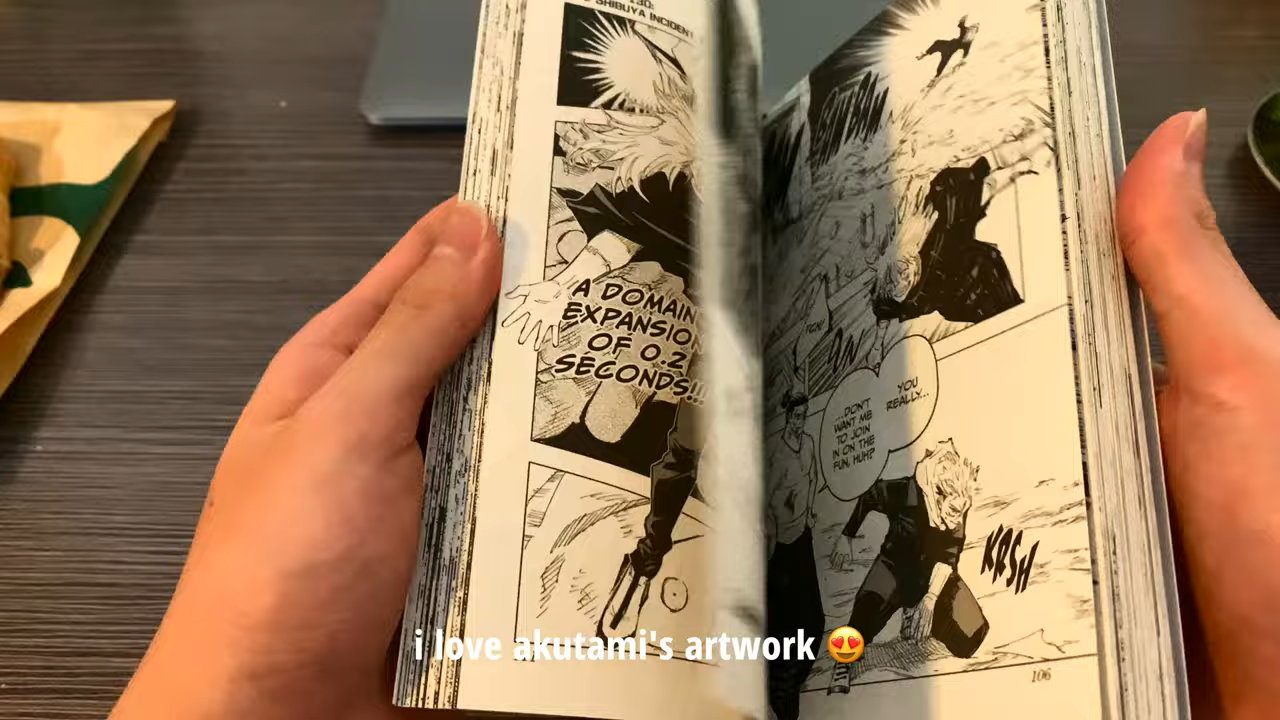 SHIBUYA INCIDENT
A DOMAIN
EXPANSION
OF 0.2
SECONDS!!
YOU
REALLY...
...DON'T
WANT ME
TO JOIN
IN ON THE
FUN, HUH?
KRSH
106
i love akutami's artwork 😍